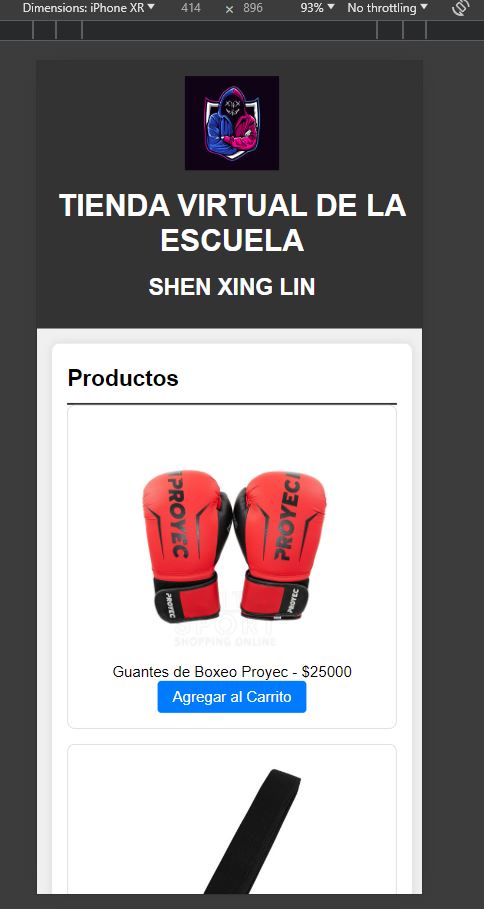 Dimensions: iPhone XR 414 × 896 93% No throttling
TIENDA VIRTUAL DE LA
ESCUELA
SHEN XING LIN
Productos
PROYEC
PROYEC
PROYEC
PROYEC
SPORT
SHOPPING ONLINE
Guantes de Boxeo Proyec - $25000
Agregar al Carrito